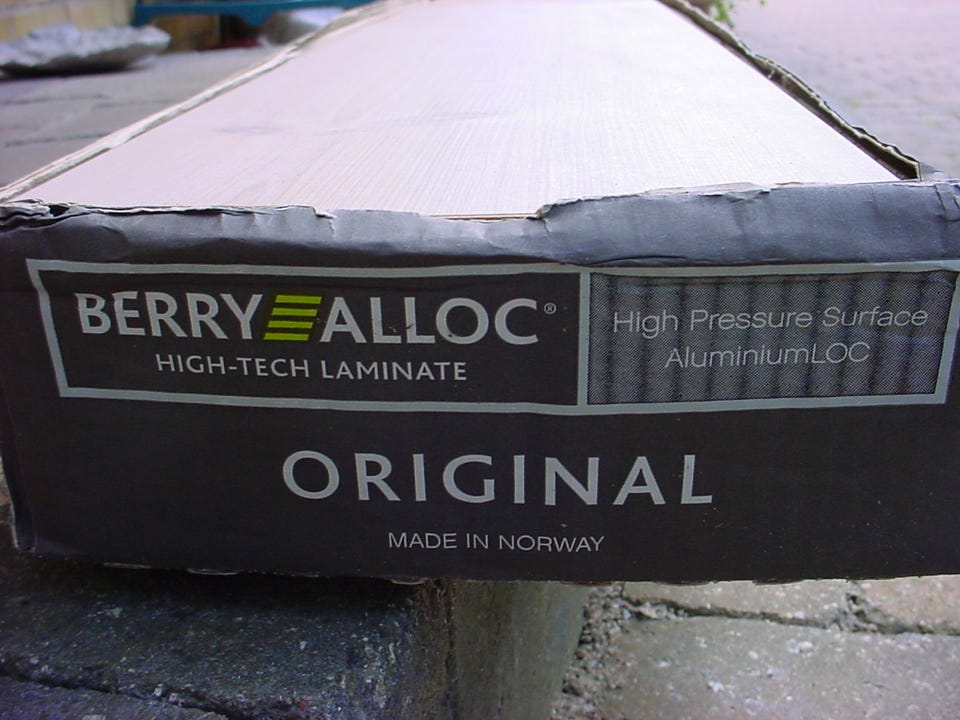 BERRY ALLOC®
HIGH-TECH LAMINATE
High Pressure Surface
AluminiumLOC
ORIGINAL
MADE IN NORWAY